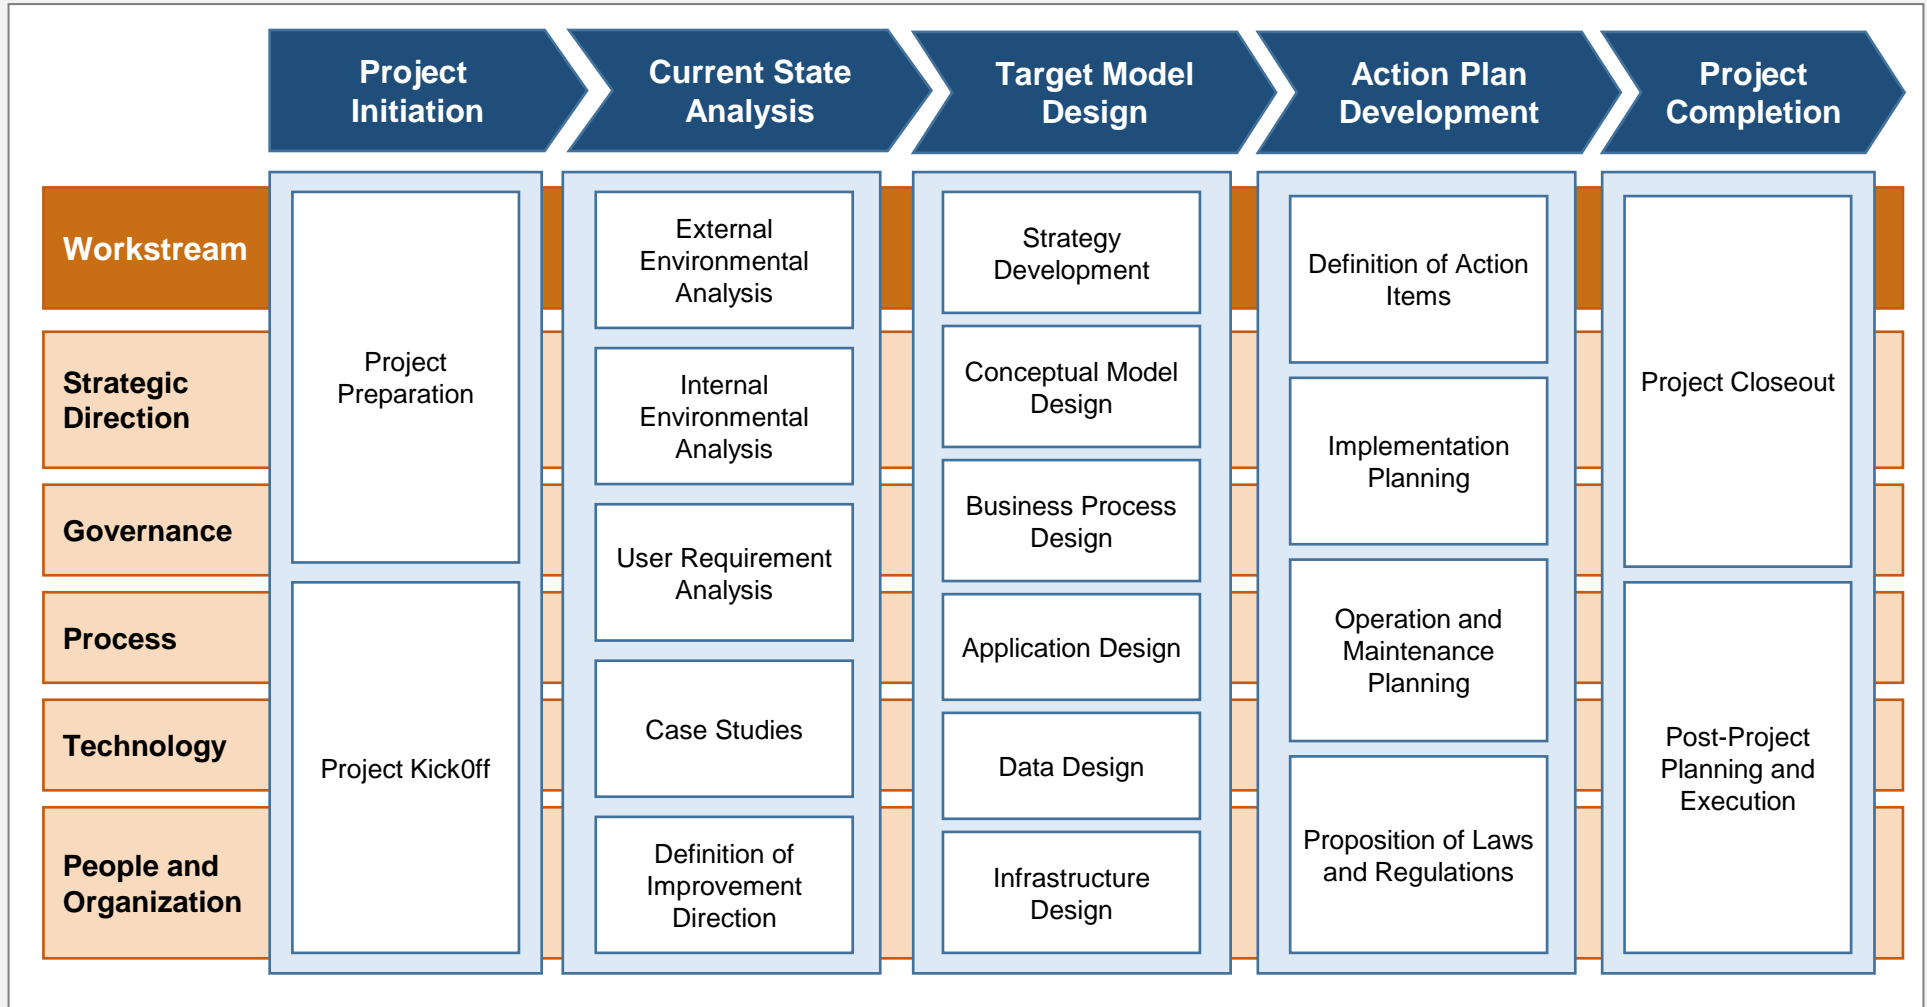 Project
Initiation
Current State
Analysis
Target Model
Design
Action Plan
Development
Project
Completion
Workstream
Strategic
Direction
Governance
Process
Technology
People and
Organization
Project
Preparation
Project Kick0ff
External
Environmental
Analysis
Internal
Environmental
Analysis
User Requirement
Analysis
Case Studies
Definition of
Improvement
Direction
Strategy
Development
Conceptual Model
Design
Business Process
Design
Application Design
Data Design
Infrastructure
Design
Definition of Action
Items
Implementation
Planning
Operation and
Maintenance
Planning
Proposition of Laws
and Regulations
Project Closeout
Post-Project
Planning and
Execution